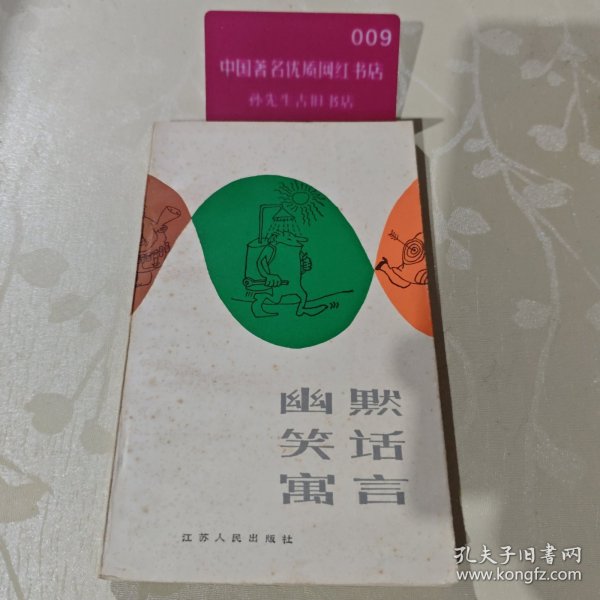 009
中国著名优质网红书店
孙先生古旧书店
幽默
笑话
寓言
江苏人民出版社
孔夫子旧书网
www.kongfz.com